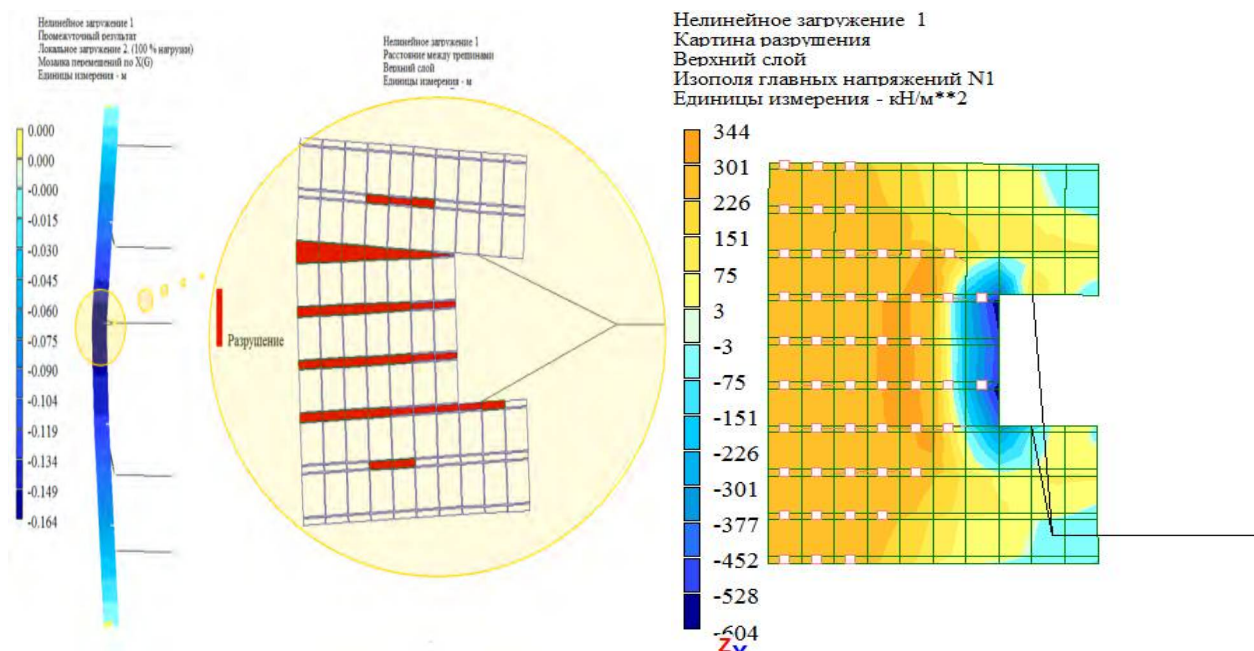 Нелинейное загружение 1
Промежуточный результат
Локальное загружение 2. (100 % нагрузки)
Мозаика перемещений по X(G)
Единицы измерения - м
0.000
0.000
-0.000
-0.015
-0.030
-0.045
-0.060
-0.075
-0.090
-0.104
-0.119
-0.134
-0.149
-0.164
Нелинейное загружение 1
Расстояние между трещинами
Верхний слой
Единицы измерения - м
Разрушение
Нелинейное загружение 1
Картина разрушения
Верхний слой
Изополя главных напряжений N1
Единицы измерения - кН/м**2
344
301
226
151
75
3
-3
-75
-151
-226
-301
-377
-452
-528
-604
Z